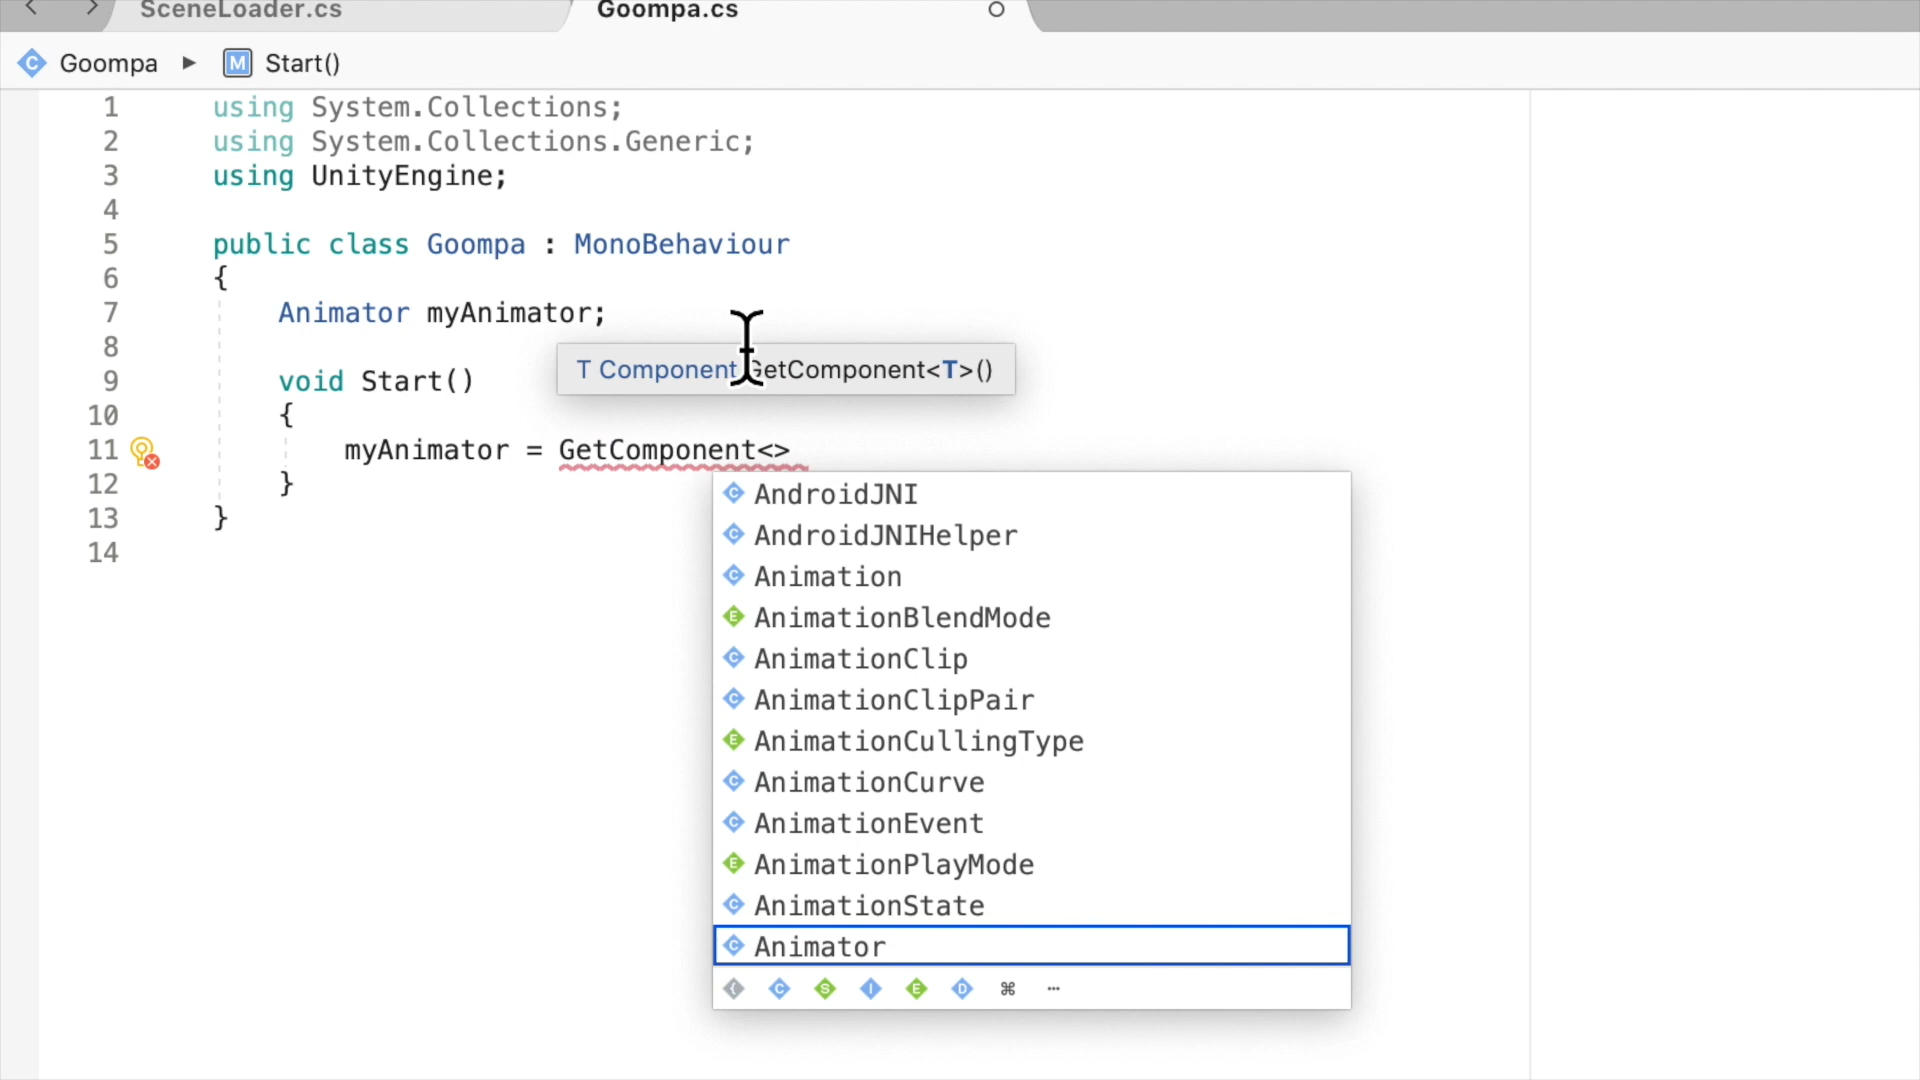 SceneLoader.cs Goompa.cs
C Goompa M Start()
1 using System.Collections;
2 using System.Collections.Generic;
3 using UnityEngine;
4
5 public class Goompa : MonoBehaviour
6 {
7 Animator myAnimator;
8
T Component GetComponent<T>()
9 void Start()
10 {
11 myAnimator = GetComponent<>
12 }
13 }
14
C AndroidJNI
C AndroidJNIHelper
C Animation
E AnimationBlendMode
C AnimationClip
C AnimationClipPair
E AnimationCullingType
C AnimationCurve
C AnimationEvent
E AnimationPlayMode
C AnimationState
C Animator
{ C S I E D ⌘ ···